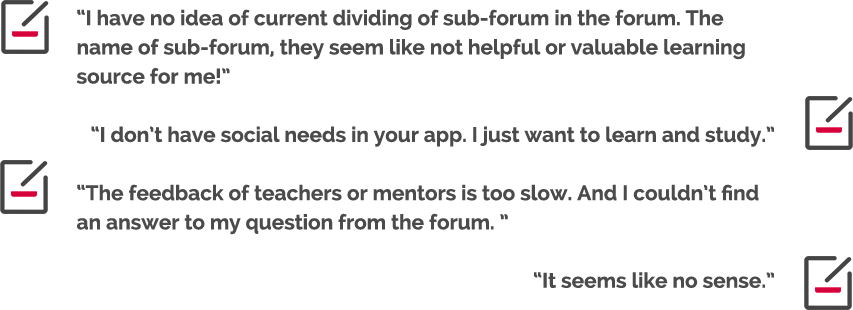 “I have no idea of current dividing of sub-forum in the forum. The
name of sub-forum, they seem like not helpful or valuable learning
source for me!”
“I don’t have social needs in your app. I just want to learn and study.”
“The feedback of teachers or mentors is too slow. And I couldn’t find
an answer to my question from the forum. ”
“It seems like no sense.”